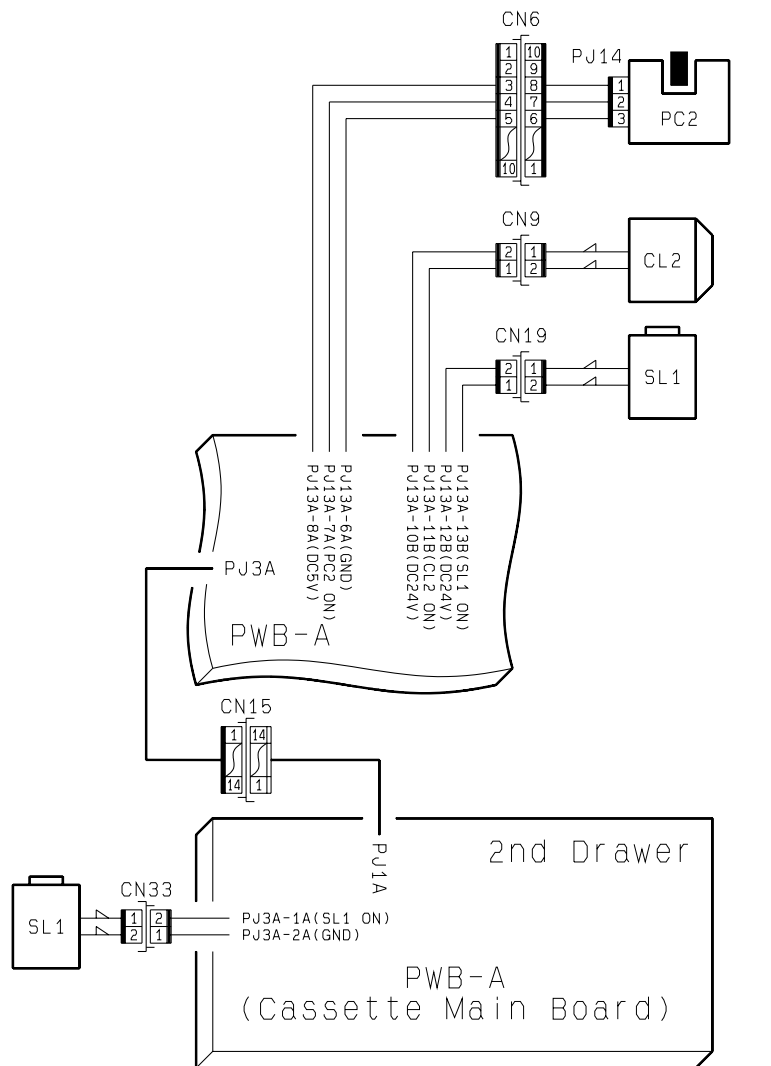 CN6
PJ14
1 10
2 9
3 8 1
4 7 2
5 6 3
10 1
PC2
CN9
2 1
1 2
CL2
CN19
2 1
1 2
SL1
PJ13A-8A(DC5V)
PJ13A-7A(PC2 ON)
PJ13A-6A(GND)
PJ13A-10B(DC24V)
PJ13A-11B(CL2 ON)
PJ13A-12B(DC24V)
PJ13A-13B(SL1 ON)
PJ3A
PWB-A
CN15
1 14
14 1
PJ1A
2nd Drawer
CN33
SL1
1 2
2 1
PJ3A-1A(SL1 ON)
PJ3A-2A(GND)
PWB-A
(Cassette Main Board)